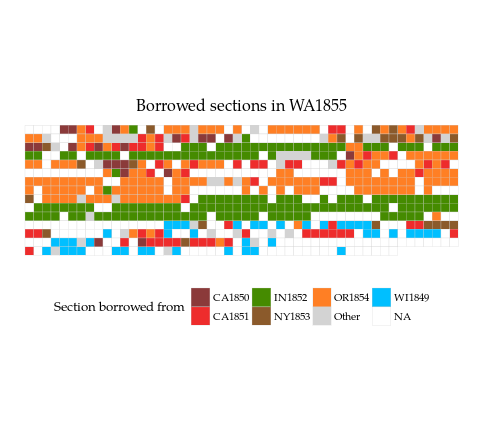 Borrowed sections in WA1855
Section borrowed from
CA1850 IN1852 OR1854 WI1849
CA1851 NY1853 Other NA